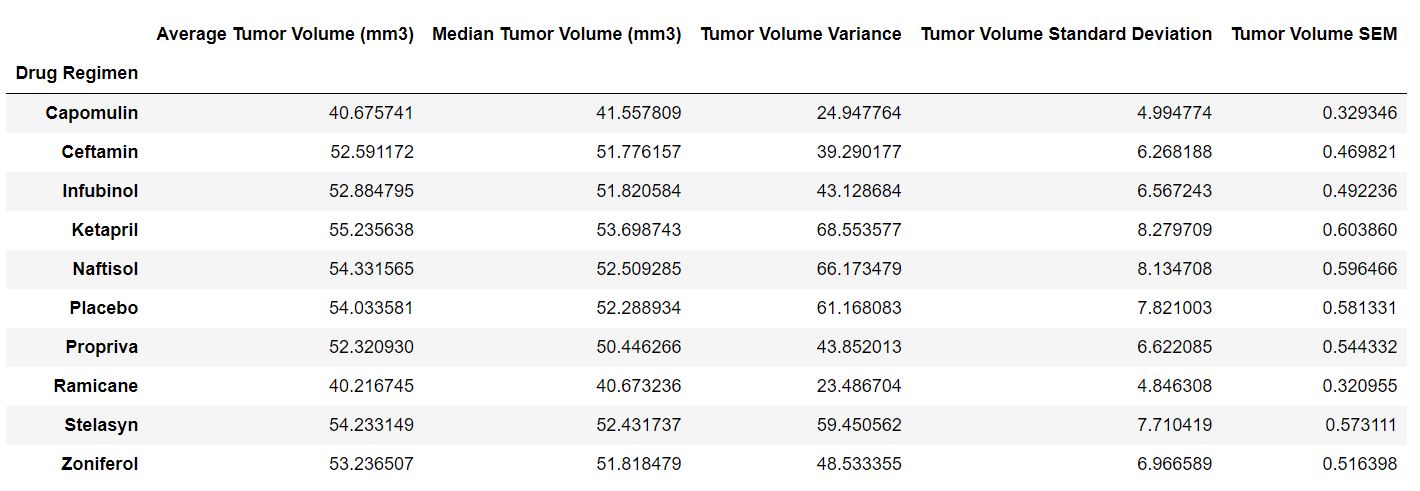 Average Tumor Volume (mm3) Median Tumor Volume (mm3) Tumor Volume Variance Tumor Volume Standard Deviation Tumor Volume SEM
Drug Regimen
Capomulin 40.675741 41.557809 24.947764 4.994774 0.329346
Ceftamin 52.591172 51.776157 39.290177 6.268188 0.469821
Infubinol 52.884795 51.820584 43.128684 6.567243 0.492236
Ketapril 55.235638 53.698743 68.553577 8.279709 0.603860
Naftisol 54.331565 52.509285 66.173479 8.134708 0.596466
Placebo 54.033581 52.288934 61.168083 7.821003 0.581331
Propriva 52.320930 50.446266 43.852013 6.622085 0.544332
Ramicane 40.216745 40.673236 23.486704 4.846308 0.320955
Stelasyn 54.233149 52.431737 59.450562 7.710419 0.573111
Zoniferol 53.236507 51.818479 48.533355 6.966589 0.516398